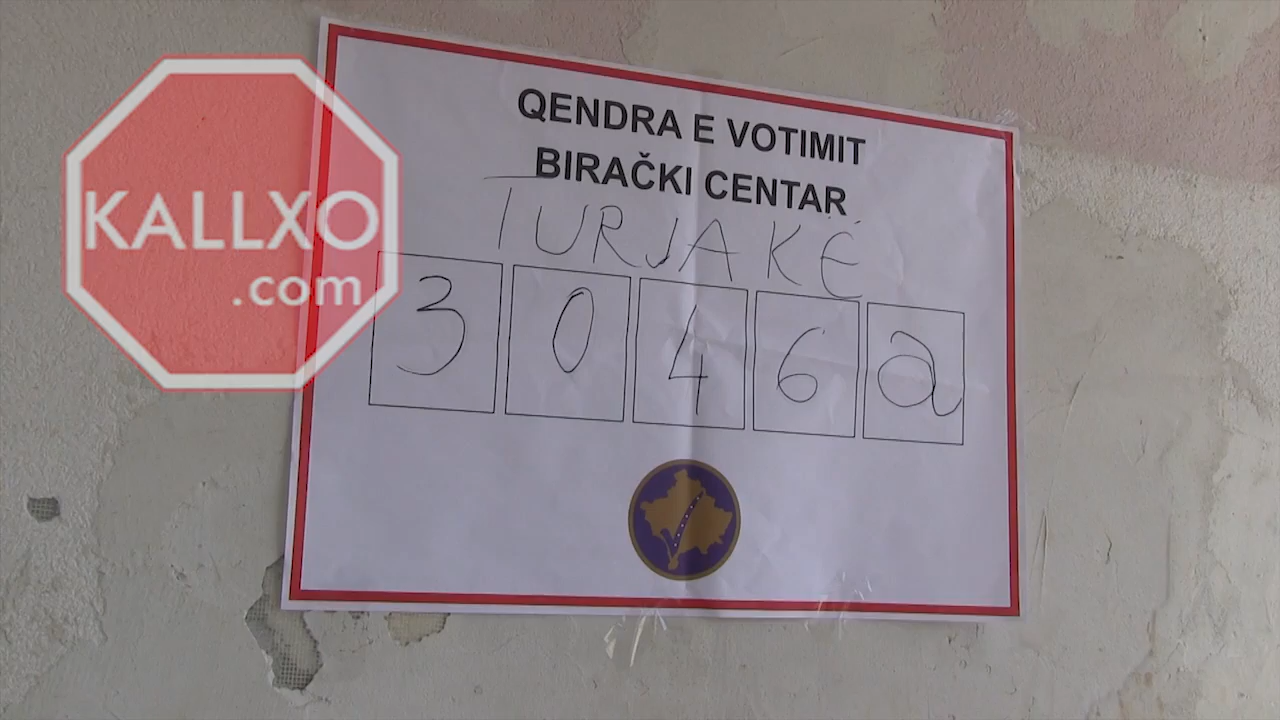 KALLXO
.com
QENDRA E VOTIMIT
BIRAČKI CENTAR
TURJAKË
3 0 4 6 a